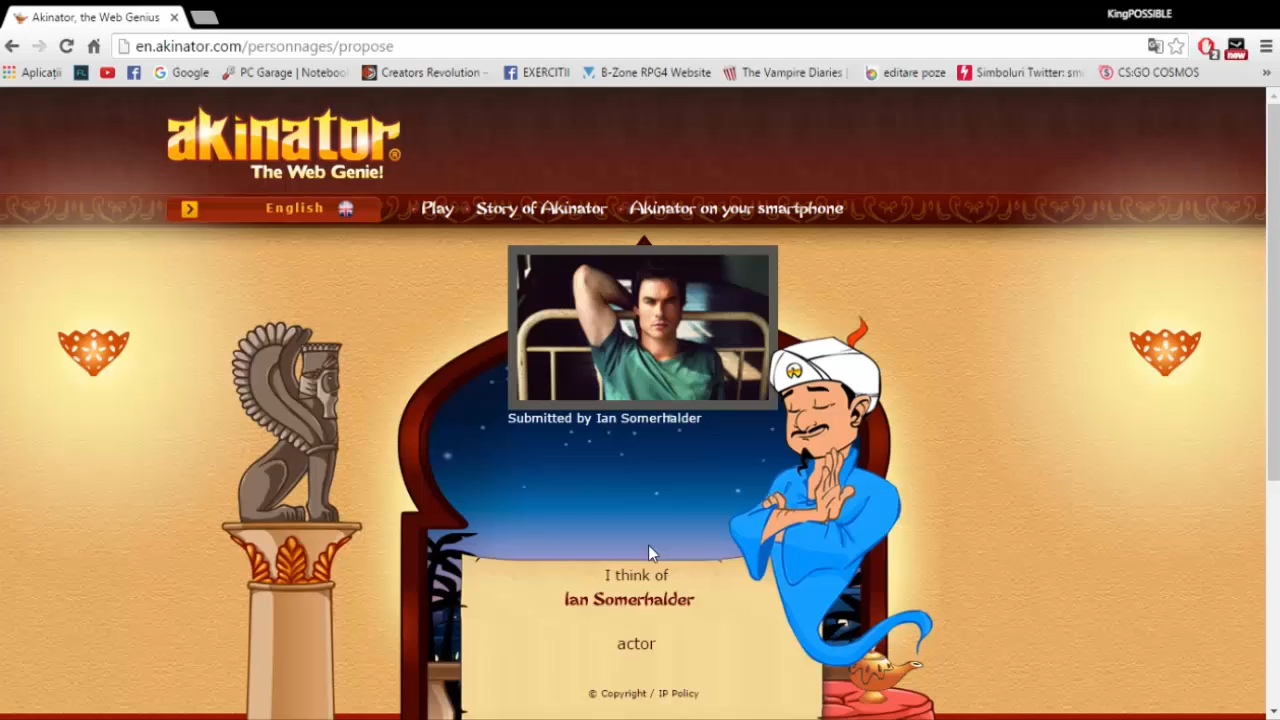 Akinator, the Web Genius
KingPOSSIBLE
en.akinator.com/personnages/propose
2
now
Aplicații
FL
Google
PC Garage | Noteboo
Creators Revolution -
EXERCITII
B-Zone RPG4 Website
The Vampire Diaries |
editare poze
Simboluri Twitter: sm
CS:GO COSMOS
akinator®
The Web Genie!
English
Play
Story of Akinator
Akinator on your smartphone
Submitted by Ian Somerhalder
I think of
Ian Somerhalder
actor
© Copyright / IP Policy